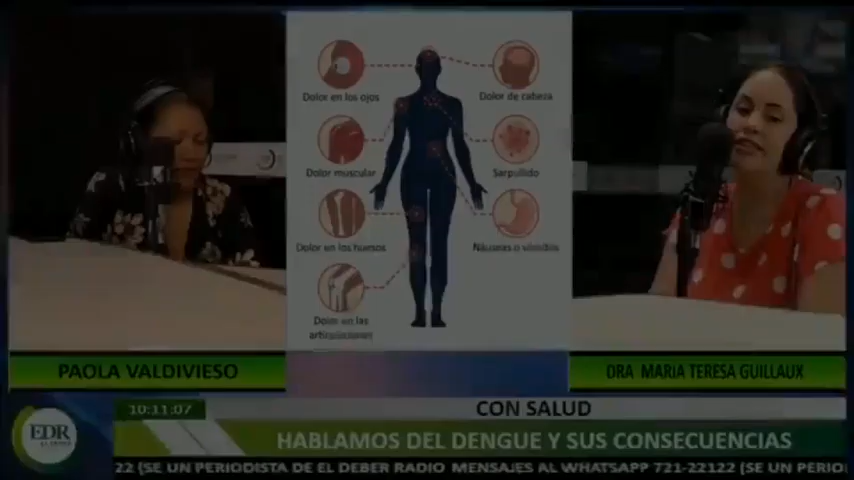 Dolor en los ojos
Dolor de cabeza
Dolor muscular
Sarpullido
Dolor en los huesos
Náuseas o vómitos
Dolor en las
articulaciones
PAOLA VALDIVIESO
DRA MARIA TERESA GUILLAUX
10:11:07
CON SALUD
EDR
HABLAMOS DEL DENGUE Y SUS CONSECUENCIAS
22 (SE UN PERIODISTA DE EL DEBER RADIO MENSAJES AL WHATSAPP 721-22122 (SE UN PERIO